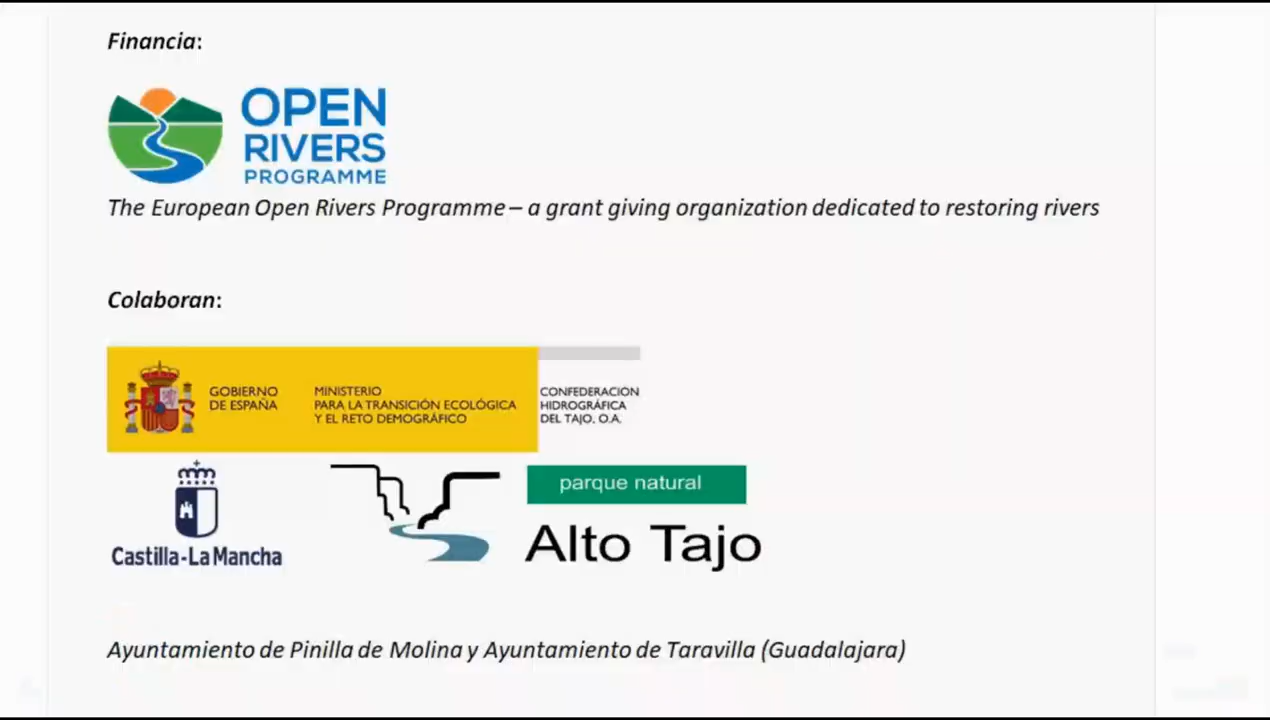 Financia:
OPEN
RIVERS
PROGRAMME
The European Open Rivers Programme – a grant giving organization dedicated to restoring rivers
Colaboran:
GOBIERNO
DE ESPAÑA
MINISTERIO
PARA LA TRANSICIÓN ECOLÓGICA
Y EL RETO DEMOGRÁFICO
CONFEDERACION
HIDROGRÁFICA
DEL TAJO, O.A.
Castilla-La Mancha
parque natural
Alto Tajo
Ayuntamiento de Pinilla de Molina y Ayuntamiento de Taravilla (Guadalajara)